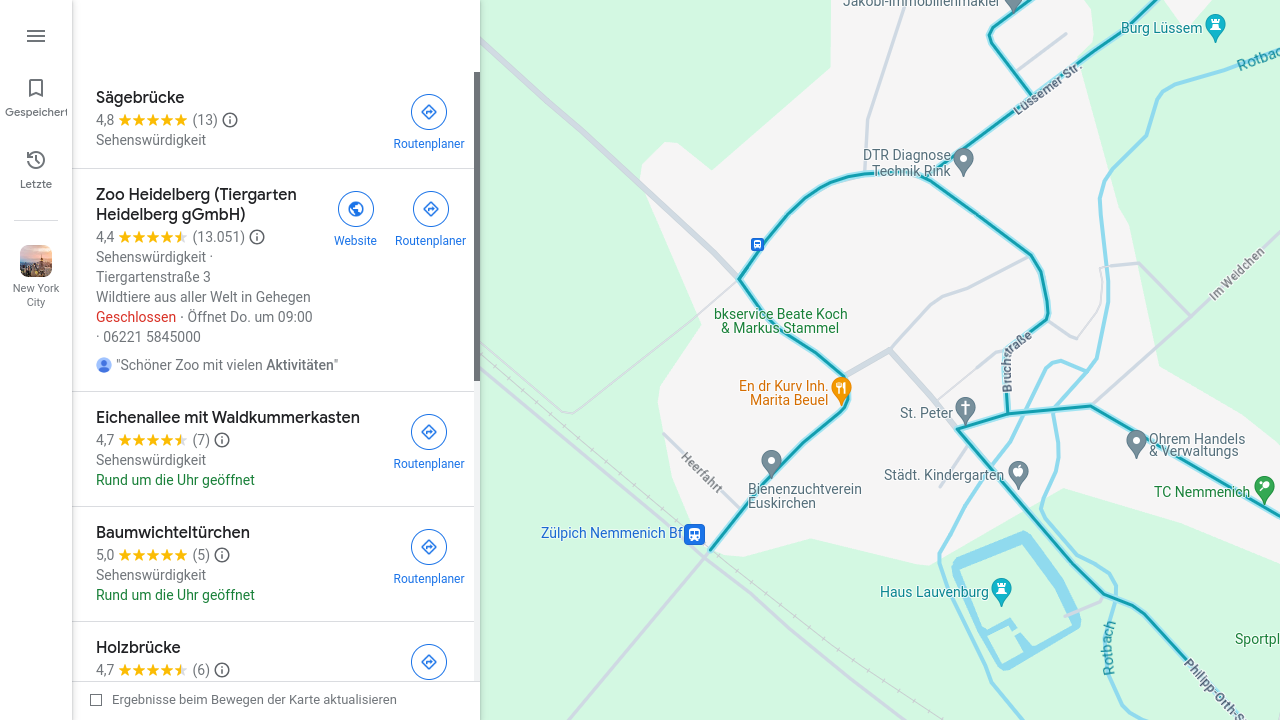 Gespeichert
Letzte
New York
City
Sägebrücke
4,8
(13)
Sehenswürdigkeit
Routenplaner
Zoo Heidelberg (Tiergarten
Heidelberg gGmbH)
4,4
(13.051)
Sehenswürdigkeit ·
Tiergartenstraße 3
Wildtiere aus aller Welt in Gehegen
Geschlossen · Öffnet Do. um 09:00
· 06221 5845000
"Schöner Zoo mit vielen Aktivitäten"
Website
Routenplaner
Eichenallee mit Waldkummerkasten
4,7
(7)
Sehenswürdigkeit
Rund um die Uhr geöffnet
Routenplaner
Baumwichteltürchen
5,0
(5)
Sehenswürdigkeit
Rund um die Uhr geöffnet
Routenplaner
Holzbrücke
4,7
(6)
Ergebnisse beim Bewegen der Karte aktualisieren
Jakobi-Immobilienmakler
Burg Lüssem
Rotbac
Lüssemer Str.
DTR Diagnose
Technik Rink
Im Weidchen
bkservice Beate Koch
& Markus Stammel
Bruchstraße
En dr Kurv Inh.
Marita Beuel
St. Peter
Ohrem Handels
& Verwaltungs
Heerfahrt
Städt. Kindergarten
Bienenzuchtverein
Euskirchen
TC Nemmenich
Zülpich Nemmenich Bf
Haus Lauvenburg
Rotbach
Sportpl
Philipp-Orth-S